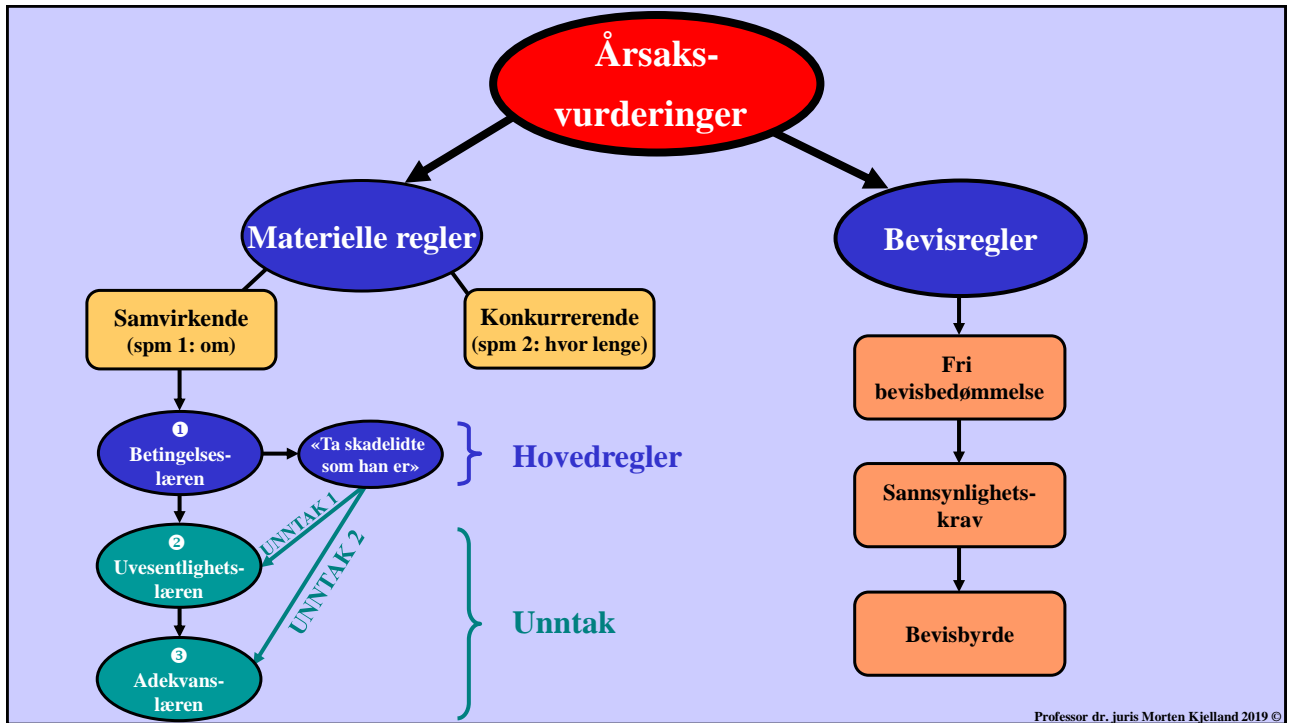 Årsaks-
vurderinger
Materielle regler
Bevisregler
Samvirkende
(spm 1: om)
Konkurrerende
(spm 2: hvor lenge)
Fri
bevisbedømmelse
❶
Betingelses-
læren
«Ta skadelidte
som han er»
Hovedregler
Sannsynlighets-
krav
UNNTAK 1
UNNTAK 2
❷
Uvesentlighets-
læren
Unntak
Bevisbyrde
❸
Adekvans-
læren
Professor dr. juris Morten Kjelland 2019 ©